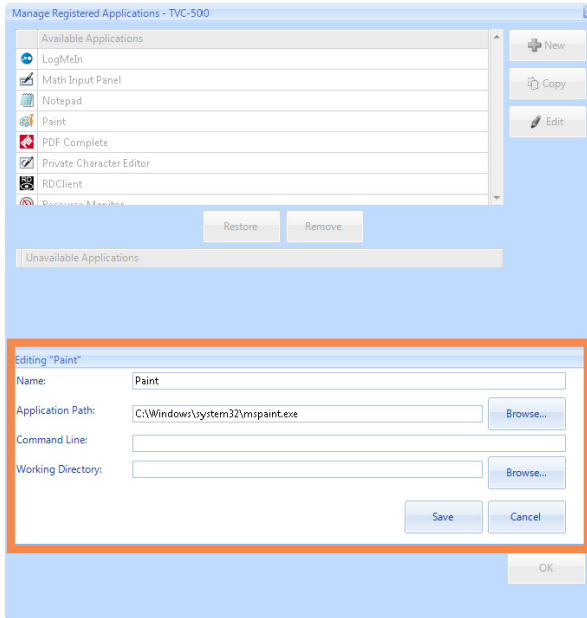 Manage Registered Applications - TVC-500
Available Applications
LogMeIn
Math Input Panel
Notepad
Paint
PDF Complete
Private Character Editor
RDClient
Resource Monitor
New
Copy
Edit
Restore
Remove
Unavailable Applications
Editing "Paint"
Name:
Paint
Application Path:
C:\Windows\system32\mspaint.exe
Browse...
Command Line:
Working Directory:
Browse...
Save
Cancel
OK